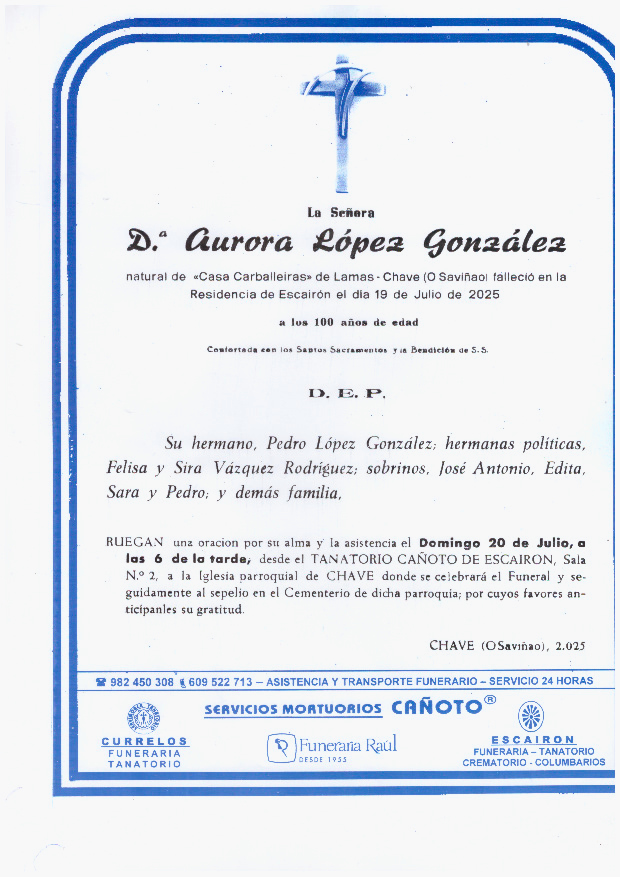 La Señora
D.ª Aurora López González
natural de «Casa Carballeiras» de Lamas - Chave (O Saviñao) falleció en la
Residencia de Escairón el día 19 de Julio de 2025
a los 100 años de edad
Confortada con los Santos Sacramentos y la Bendición de S. S.
D. E. P.
Su hermano, Pedro López González; hermanas políticas,
Felisa y Sira Vázquez Rodríguez; sobrinos, José Antonio, Edita,
Sara y Pedro; y demás familia,
RUEGAN una oracion por su alma y la asistencia el Domingo 20 de Julio, a
las 6 de la tarde, desde el TANATORIO CAÑOTO DE ESCAIRON, Sala
N.º 2, a la Iglesia parroquial de CHAVE donde se celebrará el Funeral y se-
guidamente al sepelio en el Cementerio de dicha parroquia; por cuyos favores an-
ticipanles su gratitud.
CHAVE (O Saviñao), 2.025
☎ 982 450 308 609 522 713 – ASISTENCIA Y TRANSPORTE FUNERARIO – SERVICIO 24 HORAS
SERVICIOS MORTUORIOS CAÑOTO®
CURRELOS
FUNERARIA
TANATORIO
Funeraria Raúl
DESDE 1955
ESCAIRON
FUNERARIA – TANATORIO
CREMATORIO - COLUMBARIOS